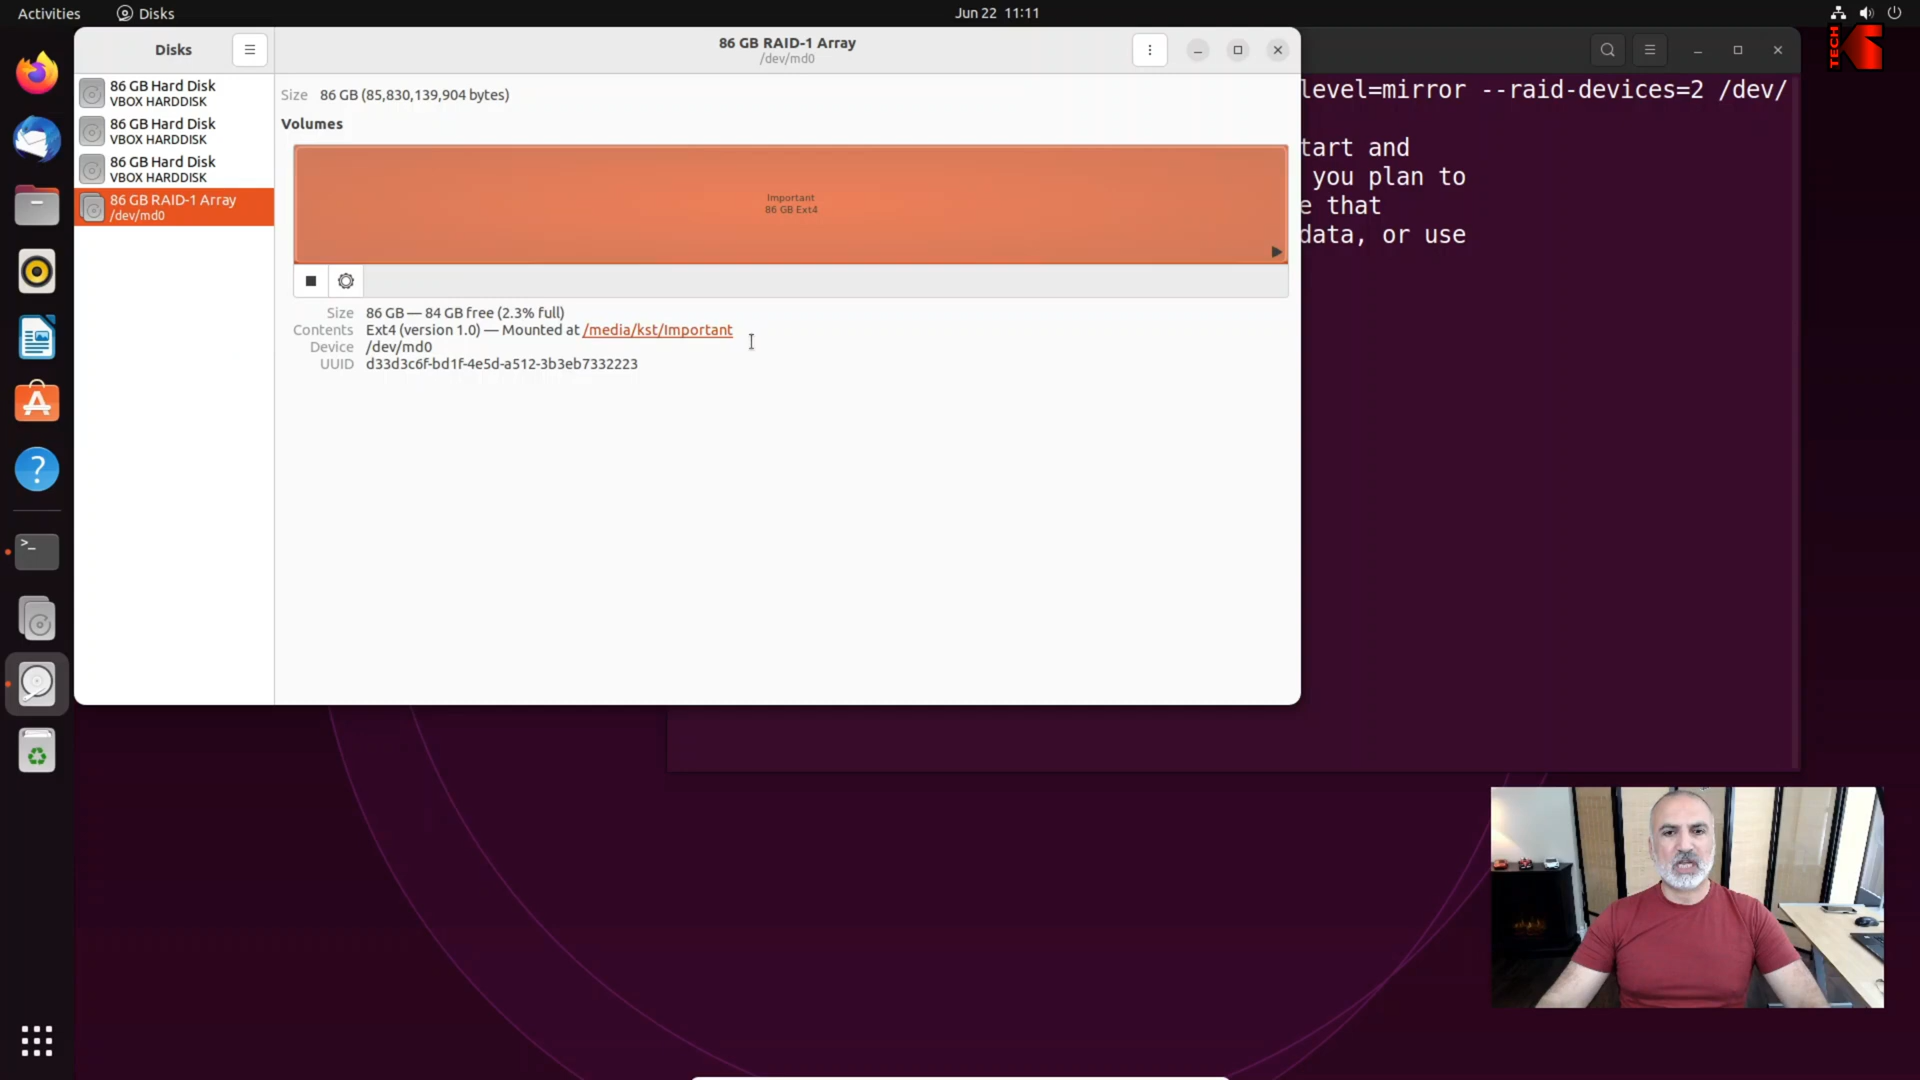 Activities
Disks
Jun 22 11:11
TECH
K
Disks
86 GB RAID-1 Array
/dev/md0
86 GB Hard Disk
VBOX HARDDISK
86 GB Hard Disk
VBOX HARDDISK
86 GB Hard Disk
VBOX HARDDISK
86 GB RAID-1 Array
/dev/md0
Size 86 GB (85,830,139,904 bytes)
Volumes
Important
86 GB Ext4
Size 86 GB — 84 GB free (2.3% full)
Contents Ext4 (version 1.0) — Mounted at /media/kst/Important
Device /dev/md0
UUID d33d3c6f-bd1f-4e5d-a512-3b3eb7332223
level=mirror --raid-devices=2 /dev/
tart and
you plan to
e that
data, or use